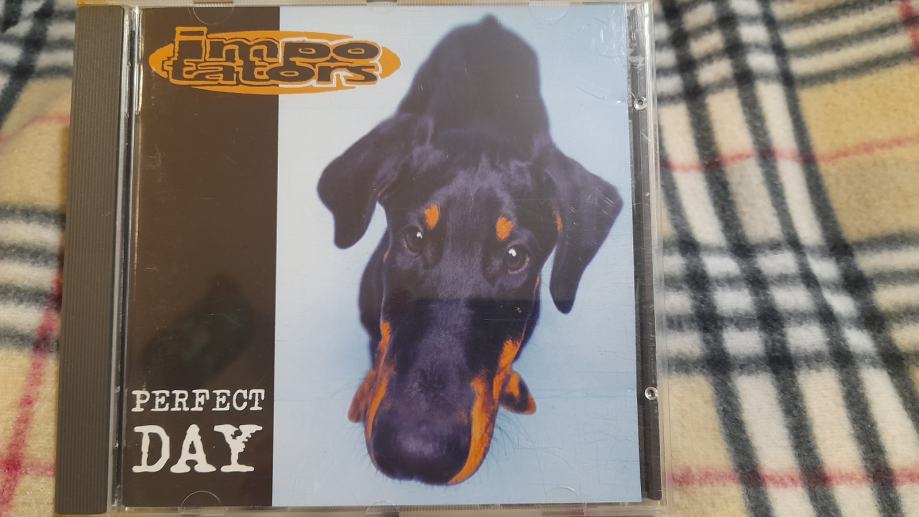 impo
tators
PERFECT
DAY